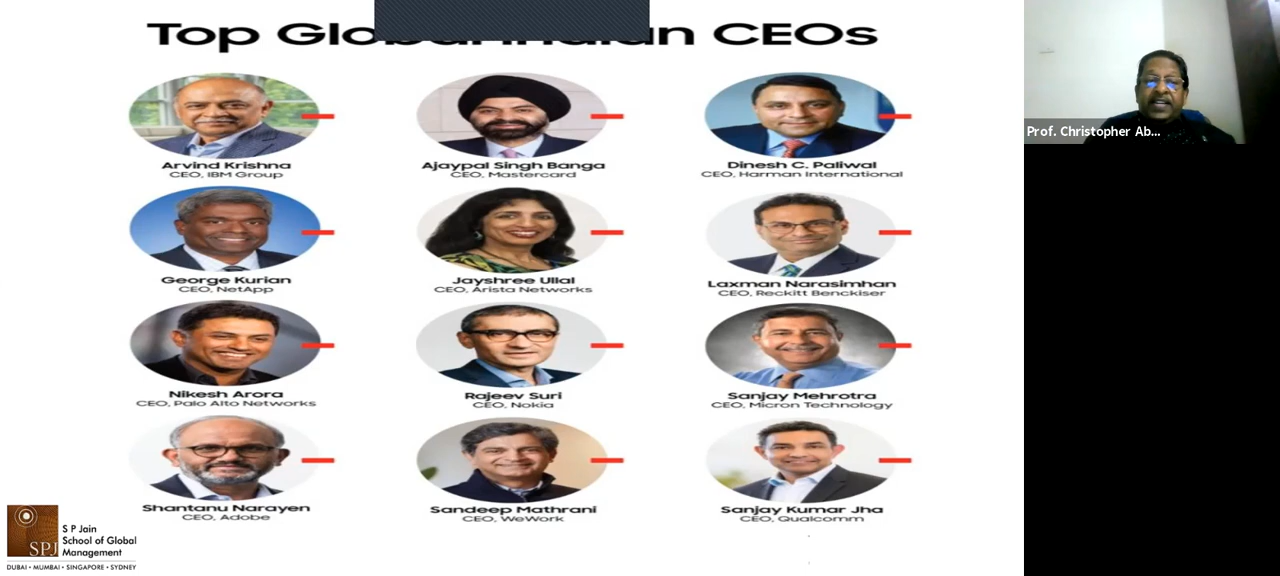 Top Global Indian CEOs
Arvind Krishna
CEO, IBM Group
Ajaypal Singh Banga
CEO, Mastercard
Dinesh C. Paliwal
CEO, Harman International
George Kurian
CEO, NetApp
Jayshree Ullal
CEO, Arista Networks
Laxman Narasimhan
CEO, Reckitt Benckiser
Nikesh Arora
CEO, Palo Alto Networks
Rajeev Suri
CEO, Nokia
Sanjay Mehrotra
CEO, Micron Technology
Shantanu Narayen
CEO, Adobe
Sandeep Mathrani
CEO, WeWork
Sanjay Kumar Jha
CEO, Qualcomm
SPJ
S P Jain
School of Global
Management
DUBAI • MUMBAI • SINGAPORE • SYDNEY
Prof. Christopher Ab...